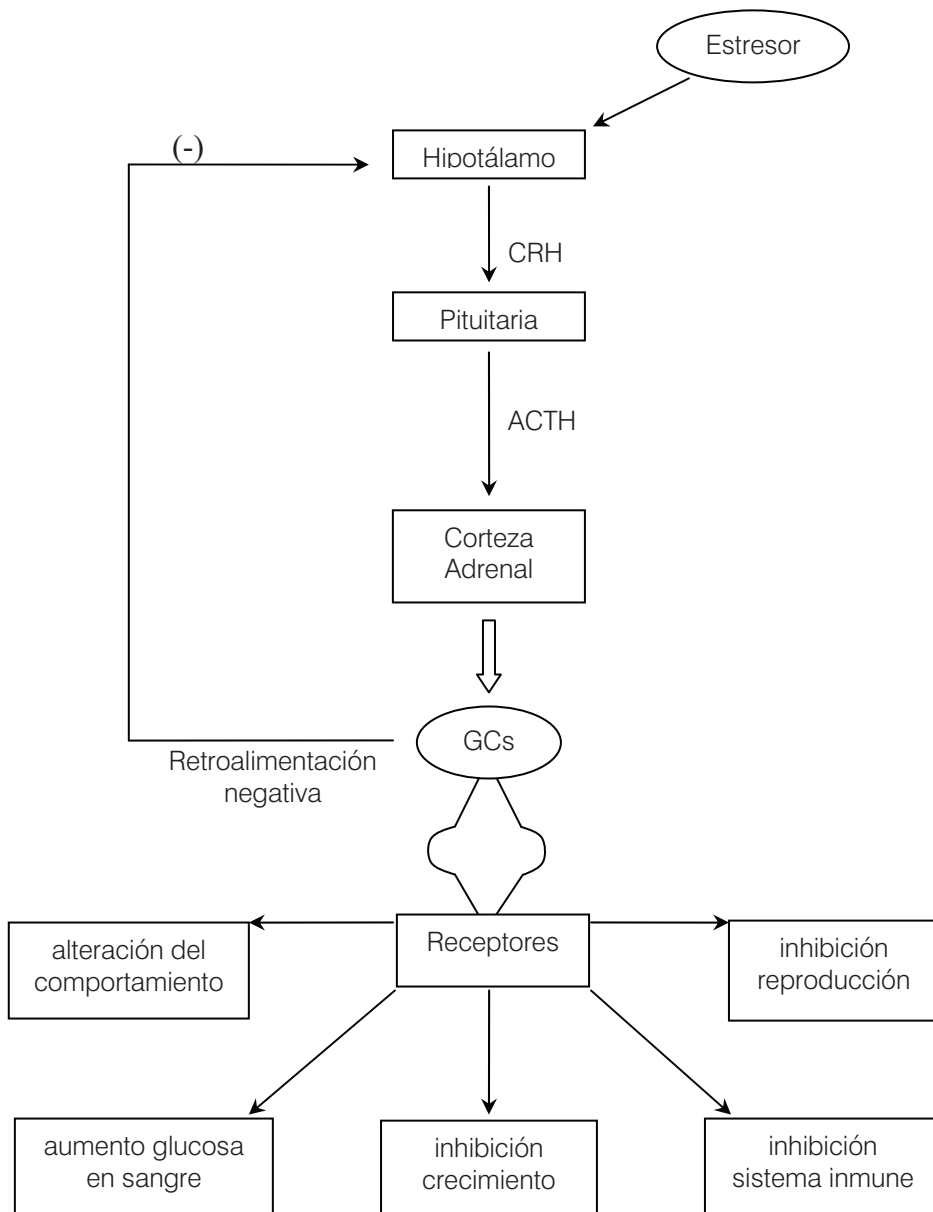 Estresor
(-)
Hipotálamo
CRH
Pituitaria
ACTH
Corteza
Adrenal
GCs
Retroalimentación
negativa
Receptores
alteración del
comportamiento
inhibición
reproducción
aumento glucosa
en sangre
inhibición
crecimiento
inhibición
sistema inmune